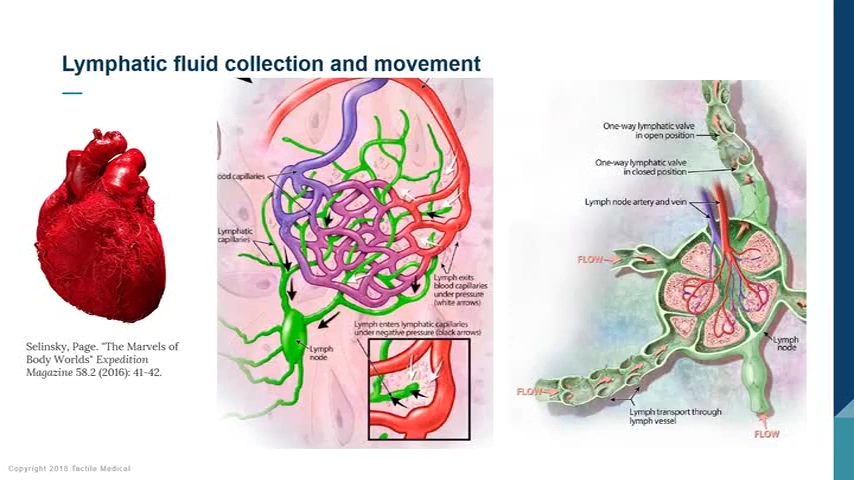 Lymphatic fluid collection and movement
ood capillaries
Lymphatic
capillaries
Lymph exits
blood capillaries
under pressure
(white arrows)
Lymph enters lymphatic capillaries
under negative pressure (black arrows)
Lymph
node
One-way lymphatic valve
in open position
One-way lymphatic valve
in closed position
Lymph node artery and vein
FLOW
Lymph
node
FLOW
Lymph transport through
lymph vessel
FLOW
Selinsky, Page. "The Marvels of
Body Worlds" Expedition
Magazine 58.2 (2016): 41-42.
Copyright 2018 Tactile Medical